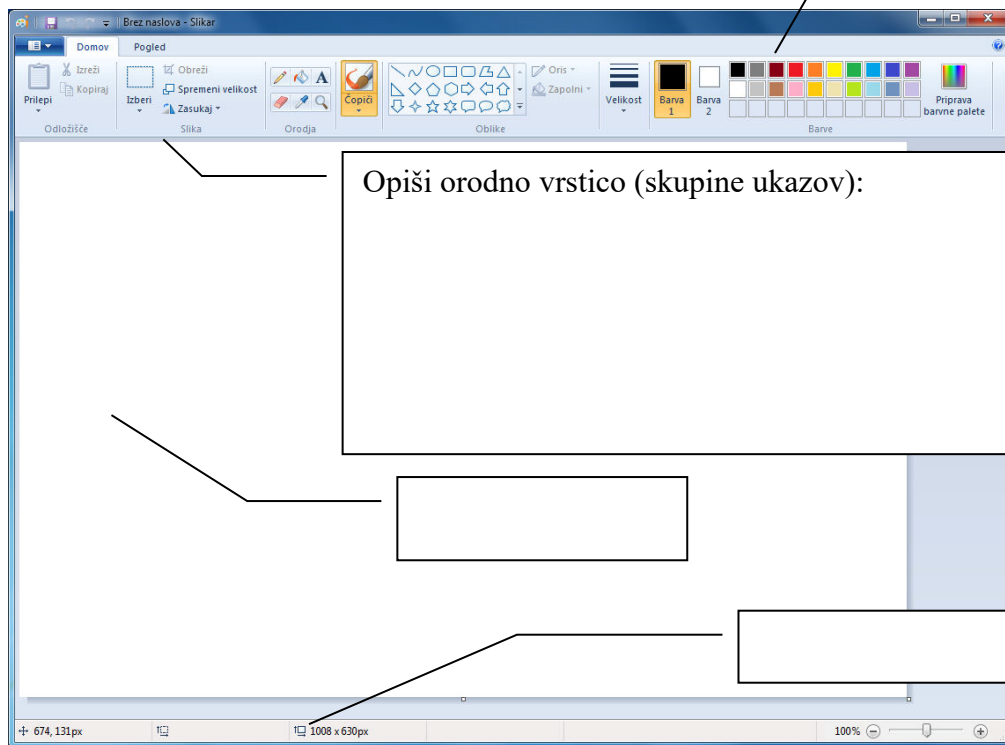 Brez naslova - Slikar
Domov Pogled
Prilepi
Izreži
Kopiraj
Odložišče
Izberi
Obreži
Spremeni velikost
Zasukaj
Slika
A
Orodja
Čopiči
Oris
Zapolni
Oblike
Velikost
Barva
1
Barva
2
Priprava
barvne palete
Barve
Opiši orodno vrstico (skupine ukazov):
674, 131px
1008 x 630px
100%